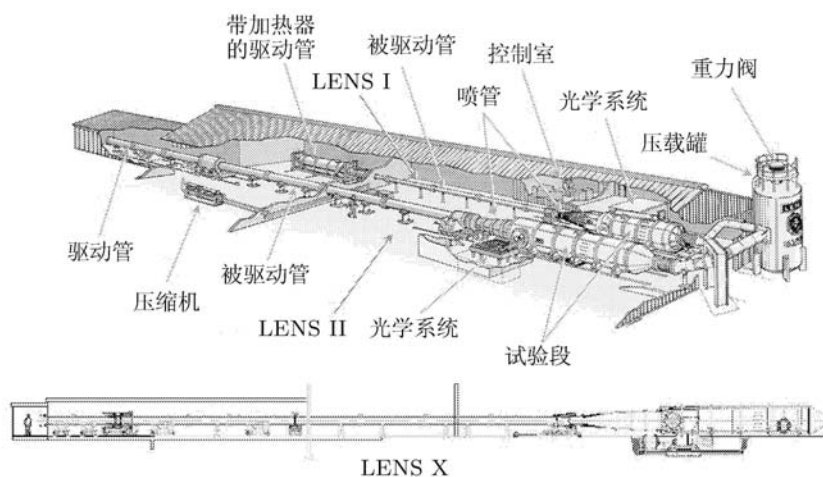 带加热器
的驱动管
被驱动管
控制室
重力阀
LENS I
喷管
光学系统
压载罐
驱动管
压缩机
被驱动管
LENS II
光学系统
试验段
LENS X